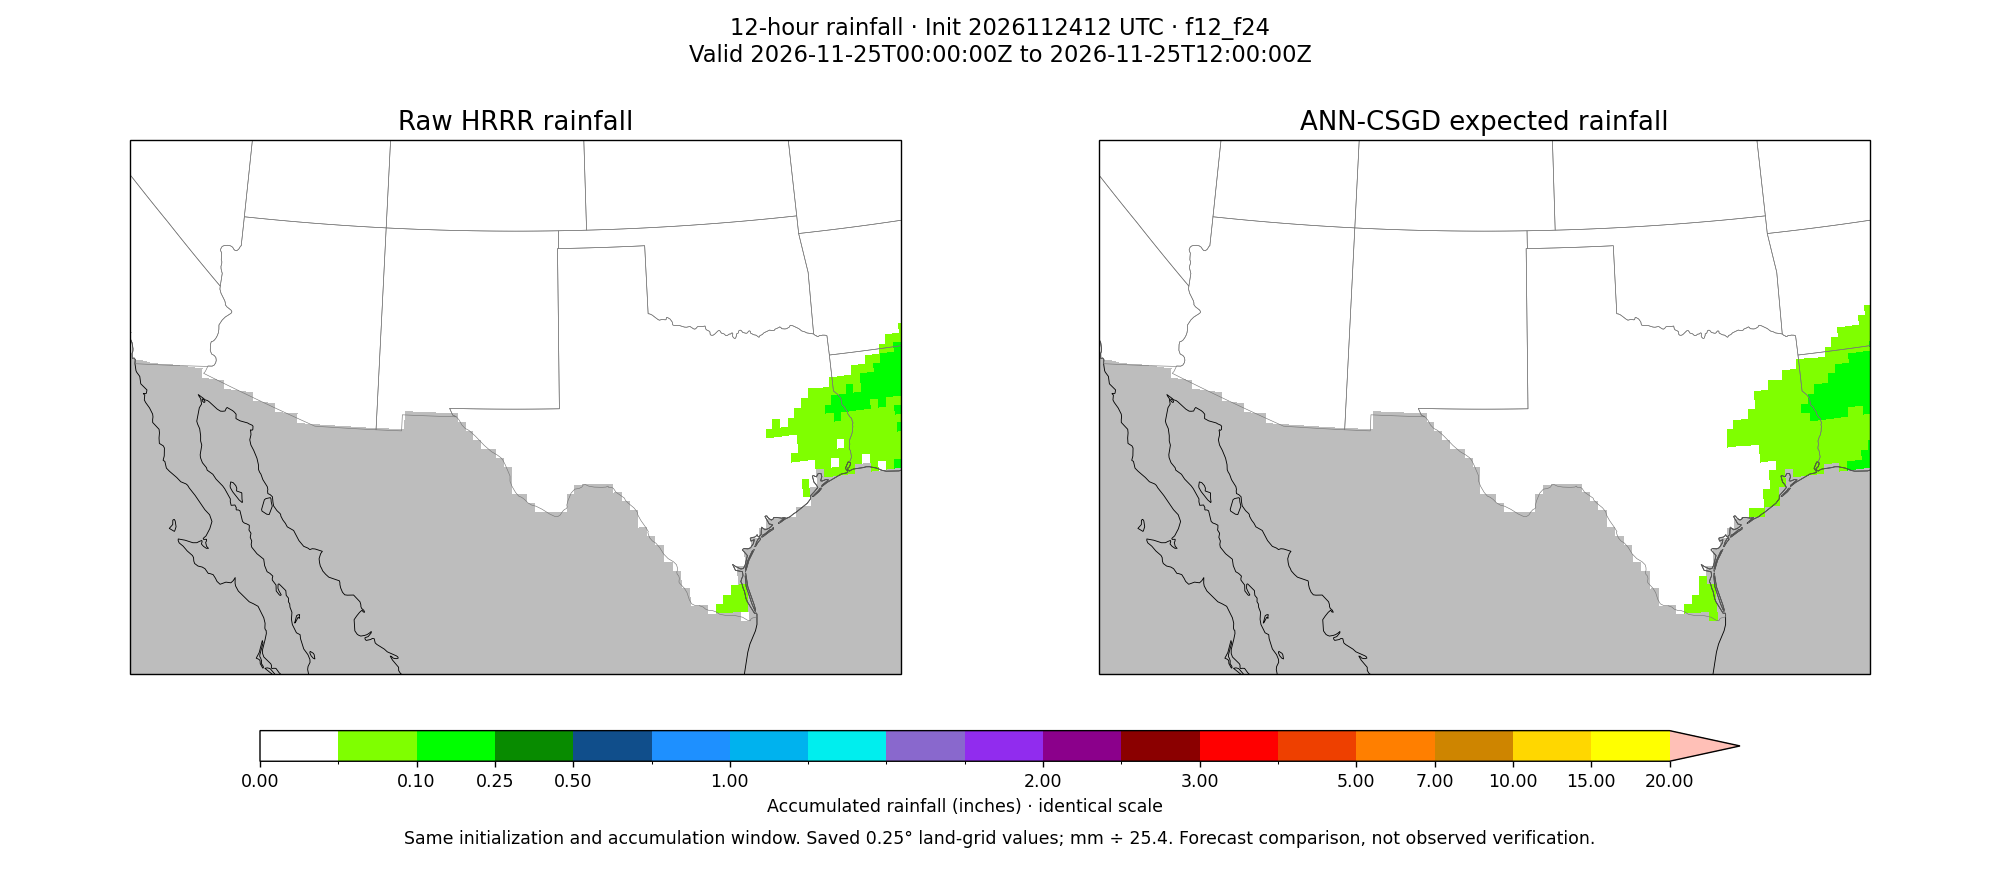 12-hour rainfall · Init 2026112412 UTC · f12_f24
Valid 2026-11-25T00:00:00Z to 2026-11-25T12:00:00Z
Raw HRRR rainfall
ANN-CSGD expected rainfall
0.00 0.10 0.25 0.50 1.00 2.00 3.00 5.00 7.00 10.00 15.00 20.00
Accumulated rainfall (inches) · identical scale
Same initialization and accumulation window. Saved 0.25° land-grid values; mm ÷ 25.4. Forecast comparison, not observed verification.